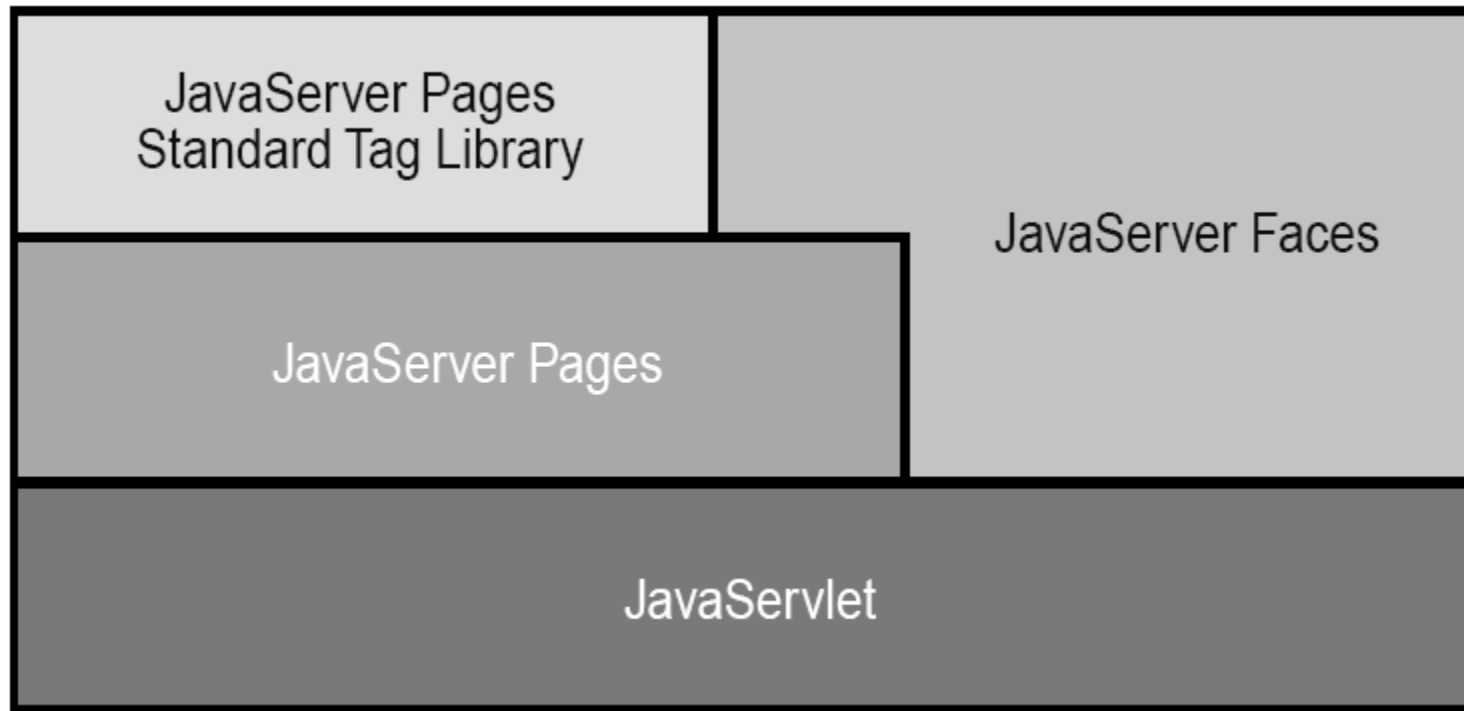 JavaServer Pages
Standard Tag Library
JavaServer Faces
JavaServer Pages
JavaServlet